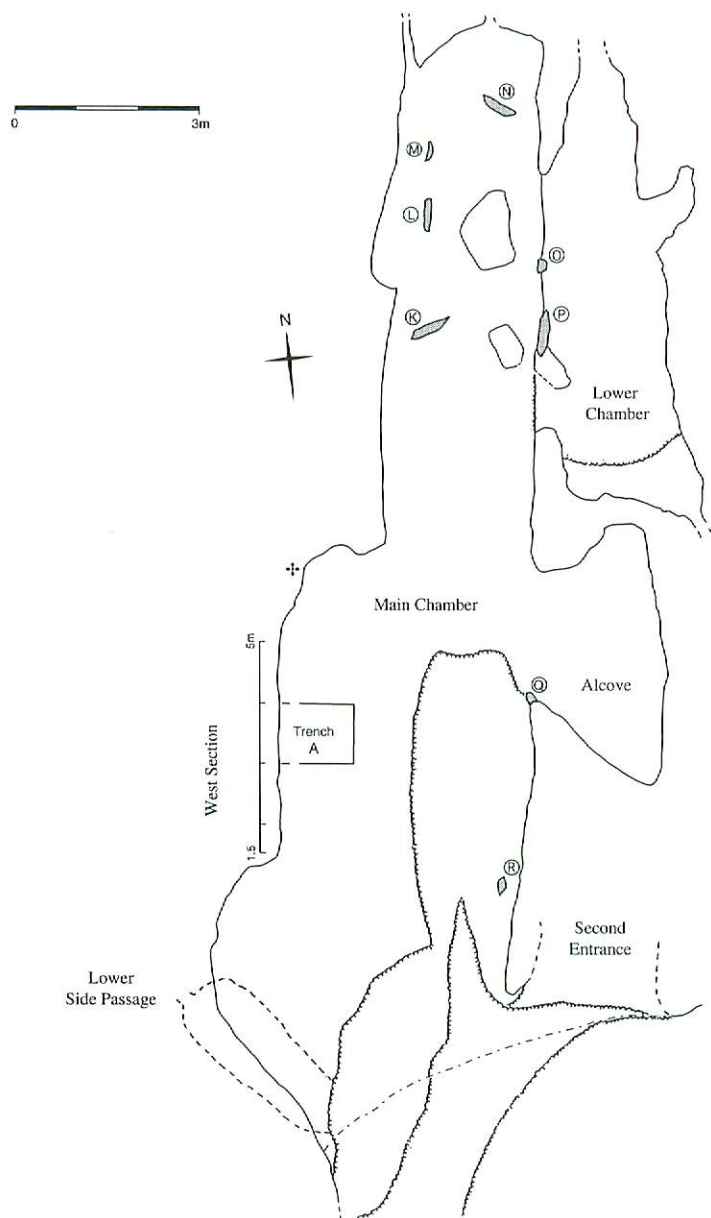 N
0
3m
M
L
O
N
K
P
Lower
Chamber
Main Chamber
5m
Q
Alcove
Trench
A
West Section
1.5
R
Second
Entrance
Lower
Side Passage